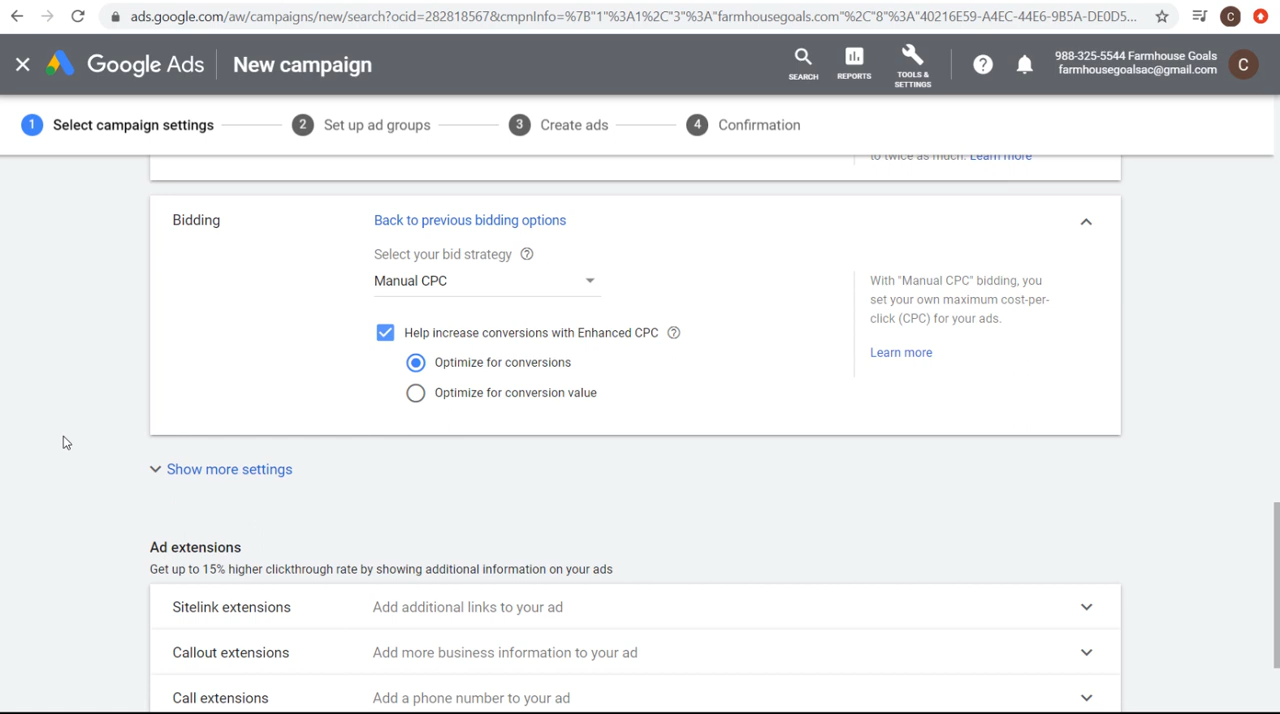 ads.google.com/aw/campaigns/new/search?ocid=282818567&cmpnInfo=%7B"1"%3A1%2C"3"%3A"farmhousegoals.com"%2C"8"%3A"40216E59-A4EC-44E6-9B5A-DE0D5...
C
Google Ads
New campaign
SEARCH
REPORTS
TOOLS &
SETTINGS
988-325-5544 Farmhouse Goals
farmhousegoalsac@gmail.com
C
1 Select campaign settings
2 Set up ad groups
3 Create ads
4 Confirmation
to twice as much. Learn more
Bidding
Back to previous bidding options
Select your bid strategy
Manual CPC
With "Manual CPC" bidding, you
set your own maximum cost-per-
click (CPC) for your ads.
Learn more
Help increase conversions with Enhanced CPC
Optimize for conversions
Optimize for conversion value
Show more settings
Ad extensions
Get up to 15% higher clickthrough rate by showing additional information on your ads
Sitelink extensions Add additional links to your ad
Callout extensions Add more business information to your ad
Call extensions Add a phone number to your ad